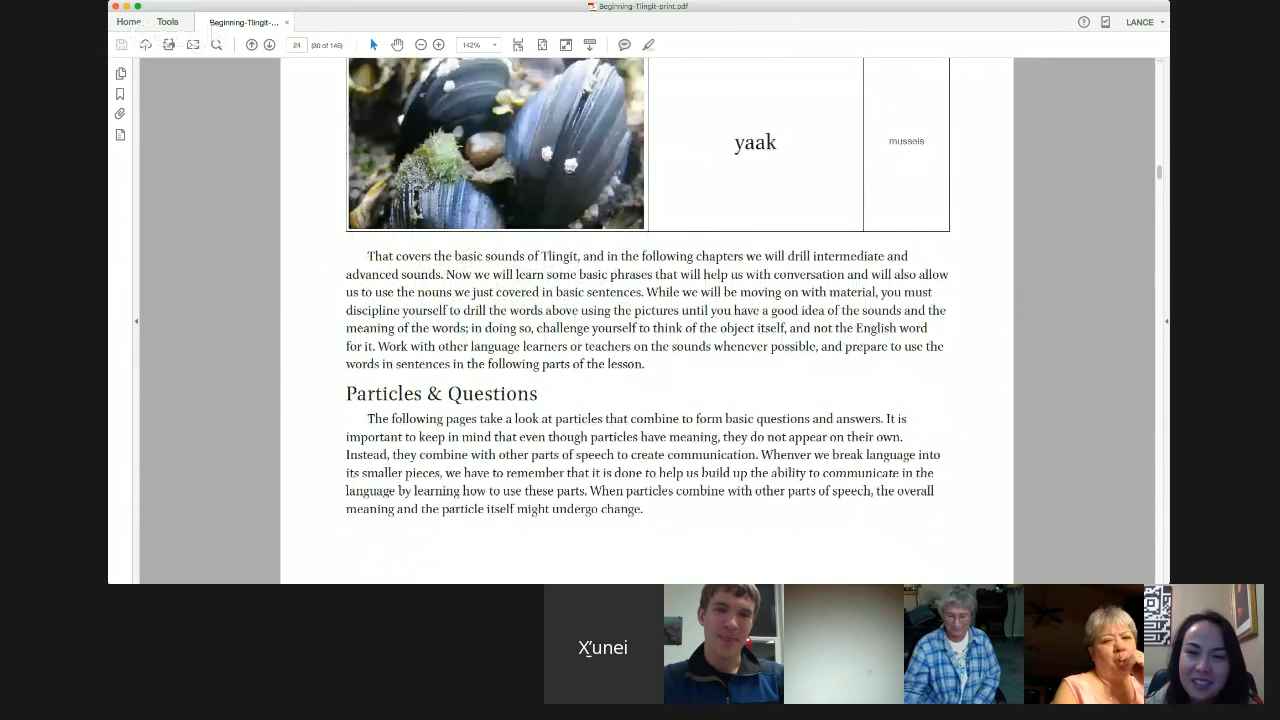 Beginning-Tlingit-print.pdf
Home Tools Beginning-Tlingit-... × LANCE
24 (30 of 146) 142%
yaak mussels
That covers the basic sounds of Tlingit, and in the following chapters we will drill intermediate and
advanced sounds. Now we will learn some basic phrases that will help us with conversation and will also allow
us to use the nouns we just covered in basic sentences. While we will be moving on with material, you must
discipline yourself to drill the words above using the pictures until you have a good idea of the sounds and the
meaning of the words; in doing so, challenge yourself to think of the object itself, and not the English word
for it. Work with other language learners or teachers on the sounds whenever possible, and prepare to use the
words in sentences in the following parts of the lesson.
Particles & Questions
The following pages take a look at particles that combine to form basic questions and answers. It is
important to keep in mind that even though particles have meaning, they do not appear on their own.
Instead, they combine with other parts of speech to create communication. Whenver we break language into
its smaller pieces, we have to remember that it is done to help us build up the ability to communicate in the
language by learning how to use these parts. When particles combine with other parts of speech, the overall
meaning and the particle itself might undergo change.
X̱ʼunei